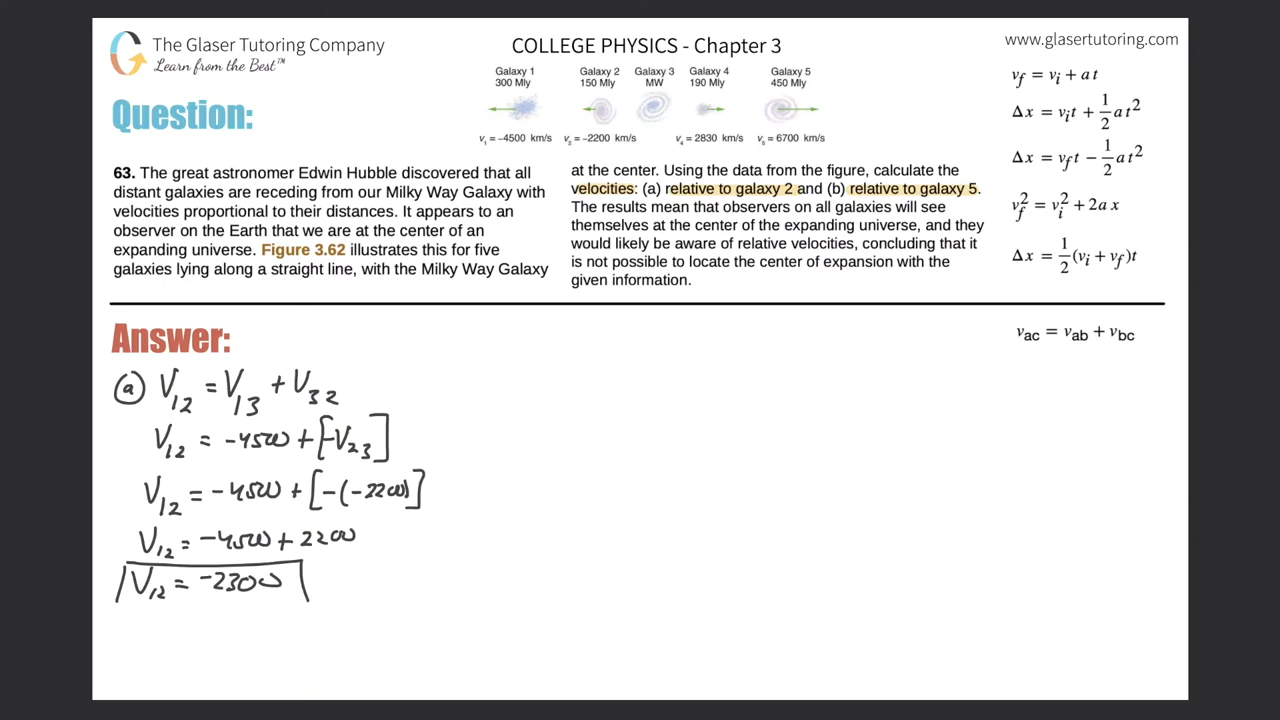 The Glaser Tutoring Company
Learn from the Best™
COLLEGE PHYSICS - Chapter 3
www.glasertutoring.com
Galaxy 1 Galaxy 2 Galaxy 3 Galaxy 4 Galaxy 5
300 Mly 150 Mly MW 190 Mly 450 Mly
v₁ = –4500 km/s v₂ = –2200 km/s v₄ = 2830 km/s v₅ = 6700 km/s
Question:
63. The great astronomer Edwin Hubble discovered that all
distant galaxies are receding from our Milky Way Galaxy with
velocities proportional to their distances. It appears to an
observer on the Earth that we are at the center of an
expanding universe. Figure 3.62 illustrates this for five
galaxies lying along a straight line, with the Milky Way Galaxy
at the center. Using the data from the figure, calculate the
velocities: (a) relative to galaxy 2 and (b) relative to galaxy 5.
The results mean that observers on all galaxies will see
themselves at the center of the expanding universe, and they
would likely be aware of relative velocities, concluding that it
is not possible to locate the center of expansion with the
given information.
v_f = v_i + a t
Δx = v_i t + 1/2 a t²
Δx = v_f t − 1/2 a t²
v_f² = v_i² + 2a x
Δx = 1/2 (v_i + v_f)t
Answer:
v_ac = v_ab + v_bc
(a) V₁₂ = V₁₃ + V₃₂
V₁₂ = -4500 + [-V₂₃]
V₁₂ = -4500 + [-(-2200)]
V₁₂ = -4500 + 2200
V₁₂ = -2300